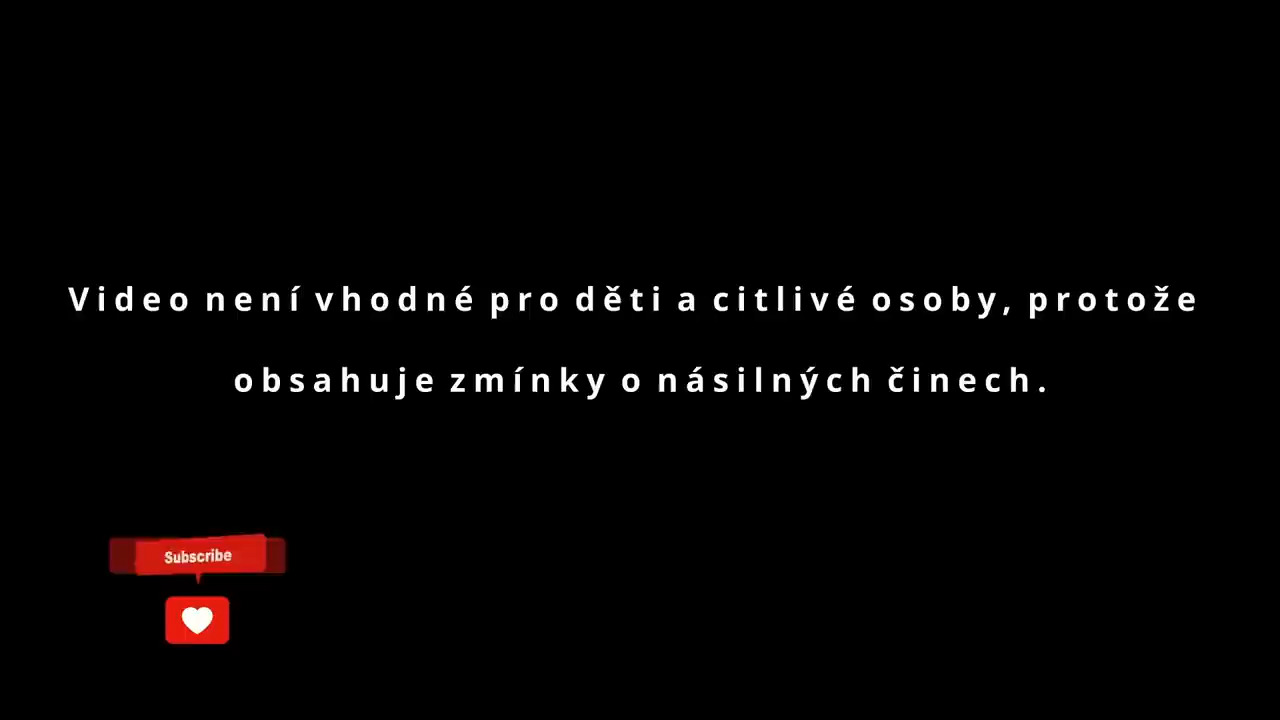 Video není vhodné pro děti a citlivé osoby, protože
obsahuje zmínky o násilných činech.
Subscribe